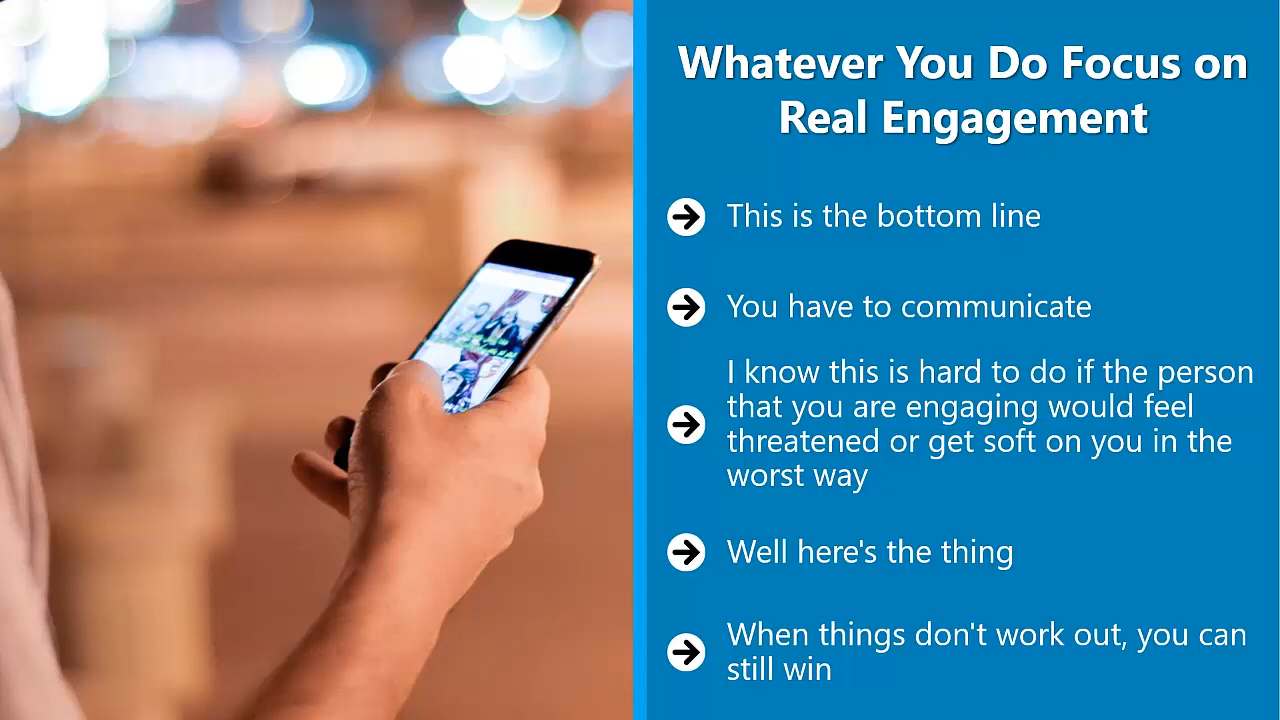 Whatever You Do Focus on
Real Engagement
This is the bottom line
You have to communicate
I know this is hard to do if the person
that you are engaging would feel
threatened or get soft on you in the
worst way
Well here's the thing
When things don't work out, you can
still win